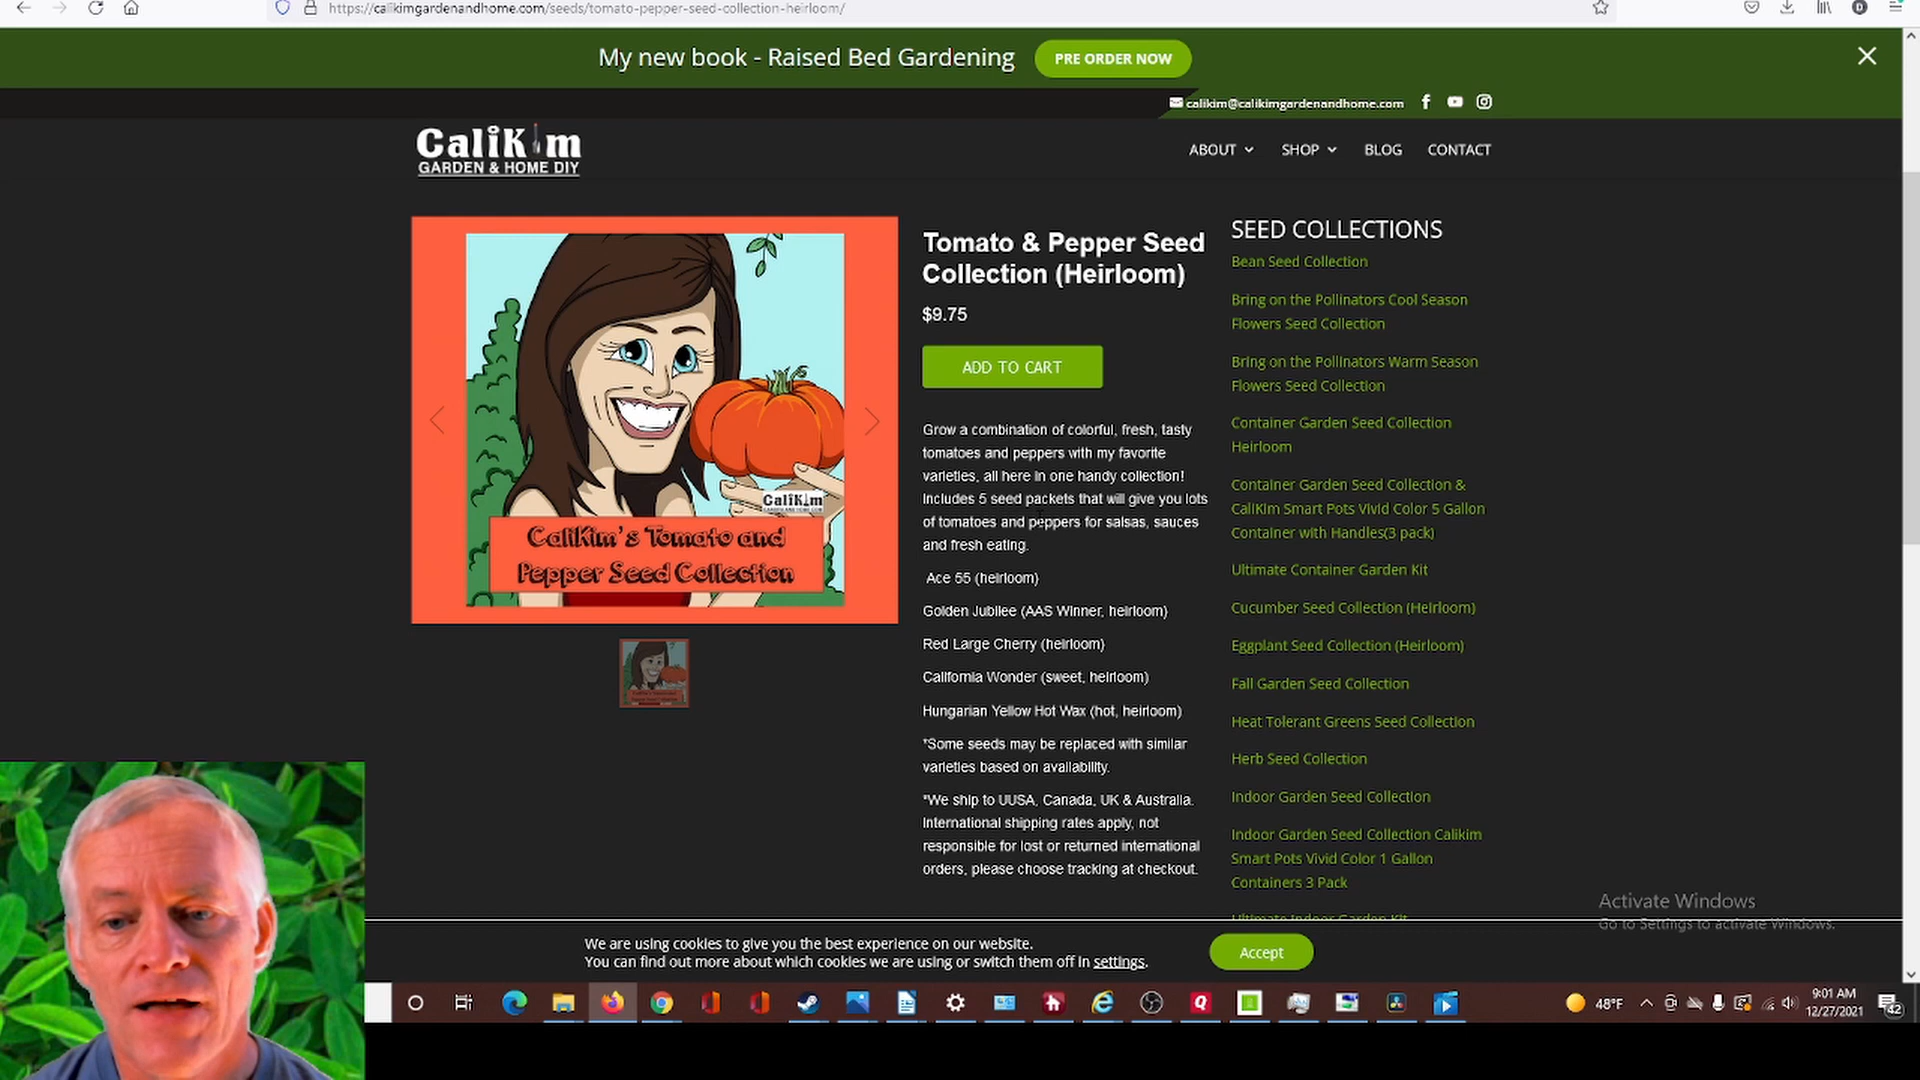 https://calikimgardenandhome.com/seeds/tomato-pepper-seed-collection-heirloom/
My new book - Raised Bed Gardening
PRE ORDER NOW
calikim@calikimgardenandhome.com
CaliKim
GARDEN & HOME DIY
ABOUT
SHOP
BLOG
CONTACT
CaliKim
CaliKim's Tomato and
Pepper Seed Collection
Tomato & Pepper Seed
Collection (Heirloom)
$9.75
ADD TO CART
Grow a combination of colorful, fresh, tasty
tomatoes and peppers with my favorite
varieties, all here in one handy collection!
Includes 5 seed packets that will give you lots
of tomatoes and peppers for salsas, sauces
and fresh eating.
Ace 55 (heirloom)
Golden Jubilee (AAS Winner, heirloom)
Red Large Cherry (heirloom)
California Wonder (sweet, heirloom)
Hungarian Yellow Hot Wax (hot, heirloom)
*Some seeds may be replaced with similar
varieties based on availability.
*We ship to UUSA, Canada, UK & Australia.
International shipping rates apply, not
responsible for lost or returned international
orders, please choose tracking at checkout.
SEED COLLECTIONS
Bean Seed Collection
Bring on the Pollinators Cool Season
Flowers Seed Collection
Bring on the Pollinators Warm Season
Flowers Seed Collection
Container Garden Seed Collection
Heirloom
Container Garden Seed Collection &
CaliKim Smart Pots Vivid Color 5 Gallon
Container with Handles(3 pack)
Ultimate Container Garden Kit
Cucumber Seed Collection (Heirloom)
Eggplant Seed Collection (Heirloom)
Fall Garden Seed Collection
Heat Tolerant Greens Seed Collection
Herb Seed Collection
Indoor Garden Seed Collection
Indoor Garden Seed Collection Calikim
Smart Pots Vivid Color 1 Gallon
Containers 3 Pack
Ultimate Indoor Garden Kit
Activate Windows
Go to Settings to activate Windows.
We are using cookies to give you the best experience on our website.
You can find out more about which cookies we are using or switch them off in settings.
Accept
48°F
9:01 AM
12/27/2021
42